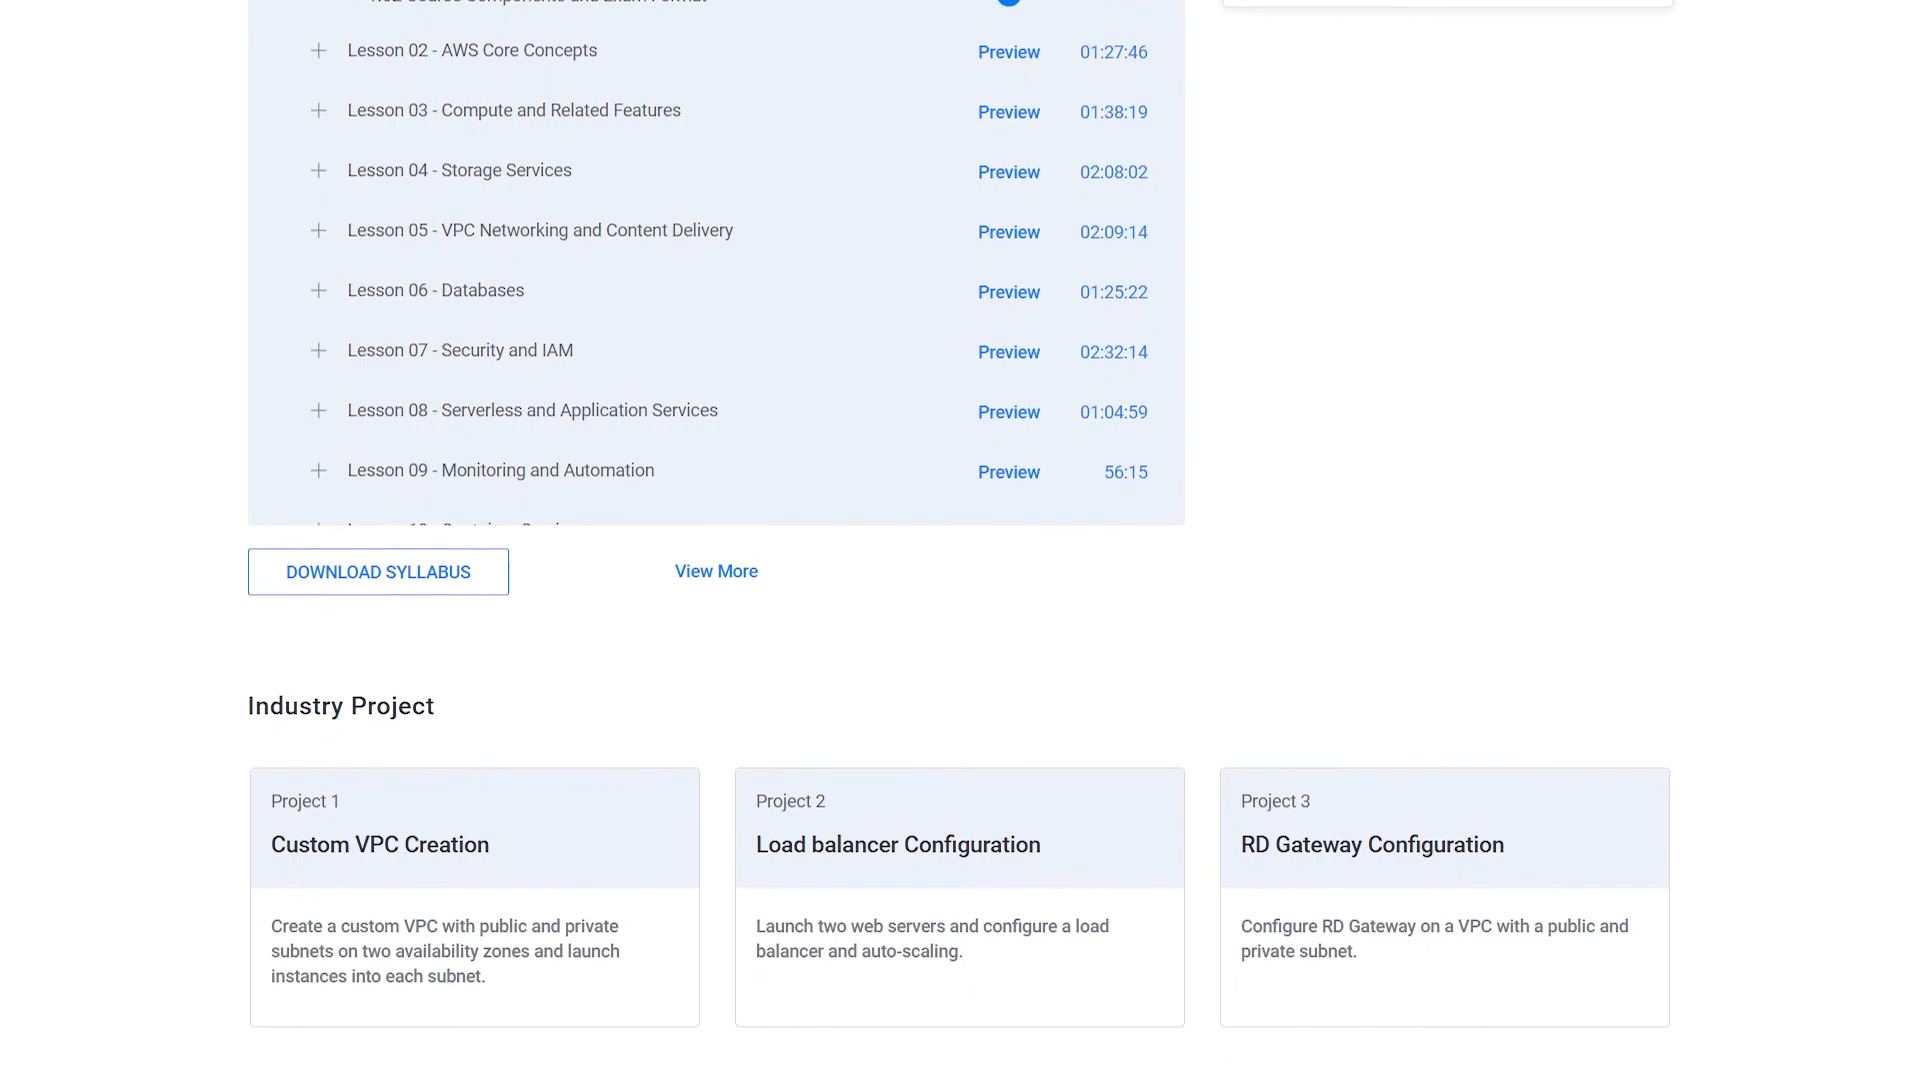 Course Components and Exam Format
Lesson 02 - AWS Core Concepts Preview 01:27:46
Lesson 03 - Compute and Related Features Preview 01:38:19
Lesson 04 - Storage Services Preview 02:08:02
Lesson 05 - VPC Networking and Content Delivery Preview 02:09:14
Lesson 06 - Databases Preview 01:25:22
Lesson 07 - Security and IAM Preview 02:32:14
Lesson 08 - Serverless and Application Services Preview 01:04:59
Lesson 09 - Monitoring and Automation Preview 56:15
DOWNLOAD SYLLABUS
View More
Industry Project
Project 1
Custom VPC Creation
Create a custom VPC with public and private
subnets on two availability zones and launch
instances into each subnet.
Project 2
Load balancer Configuration
Launch two web servers and configure a load
balancer and auto-scaling.
Project 3
RD Gateway Configuration
Configure RD Gateway on a VPC with a public and
private subnet.